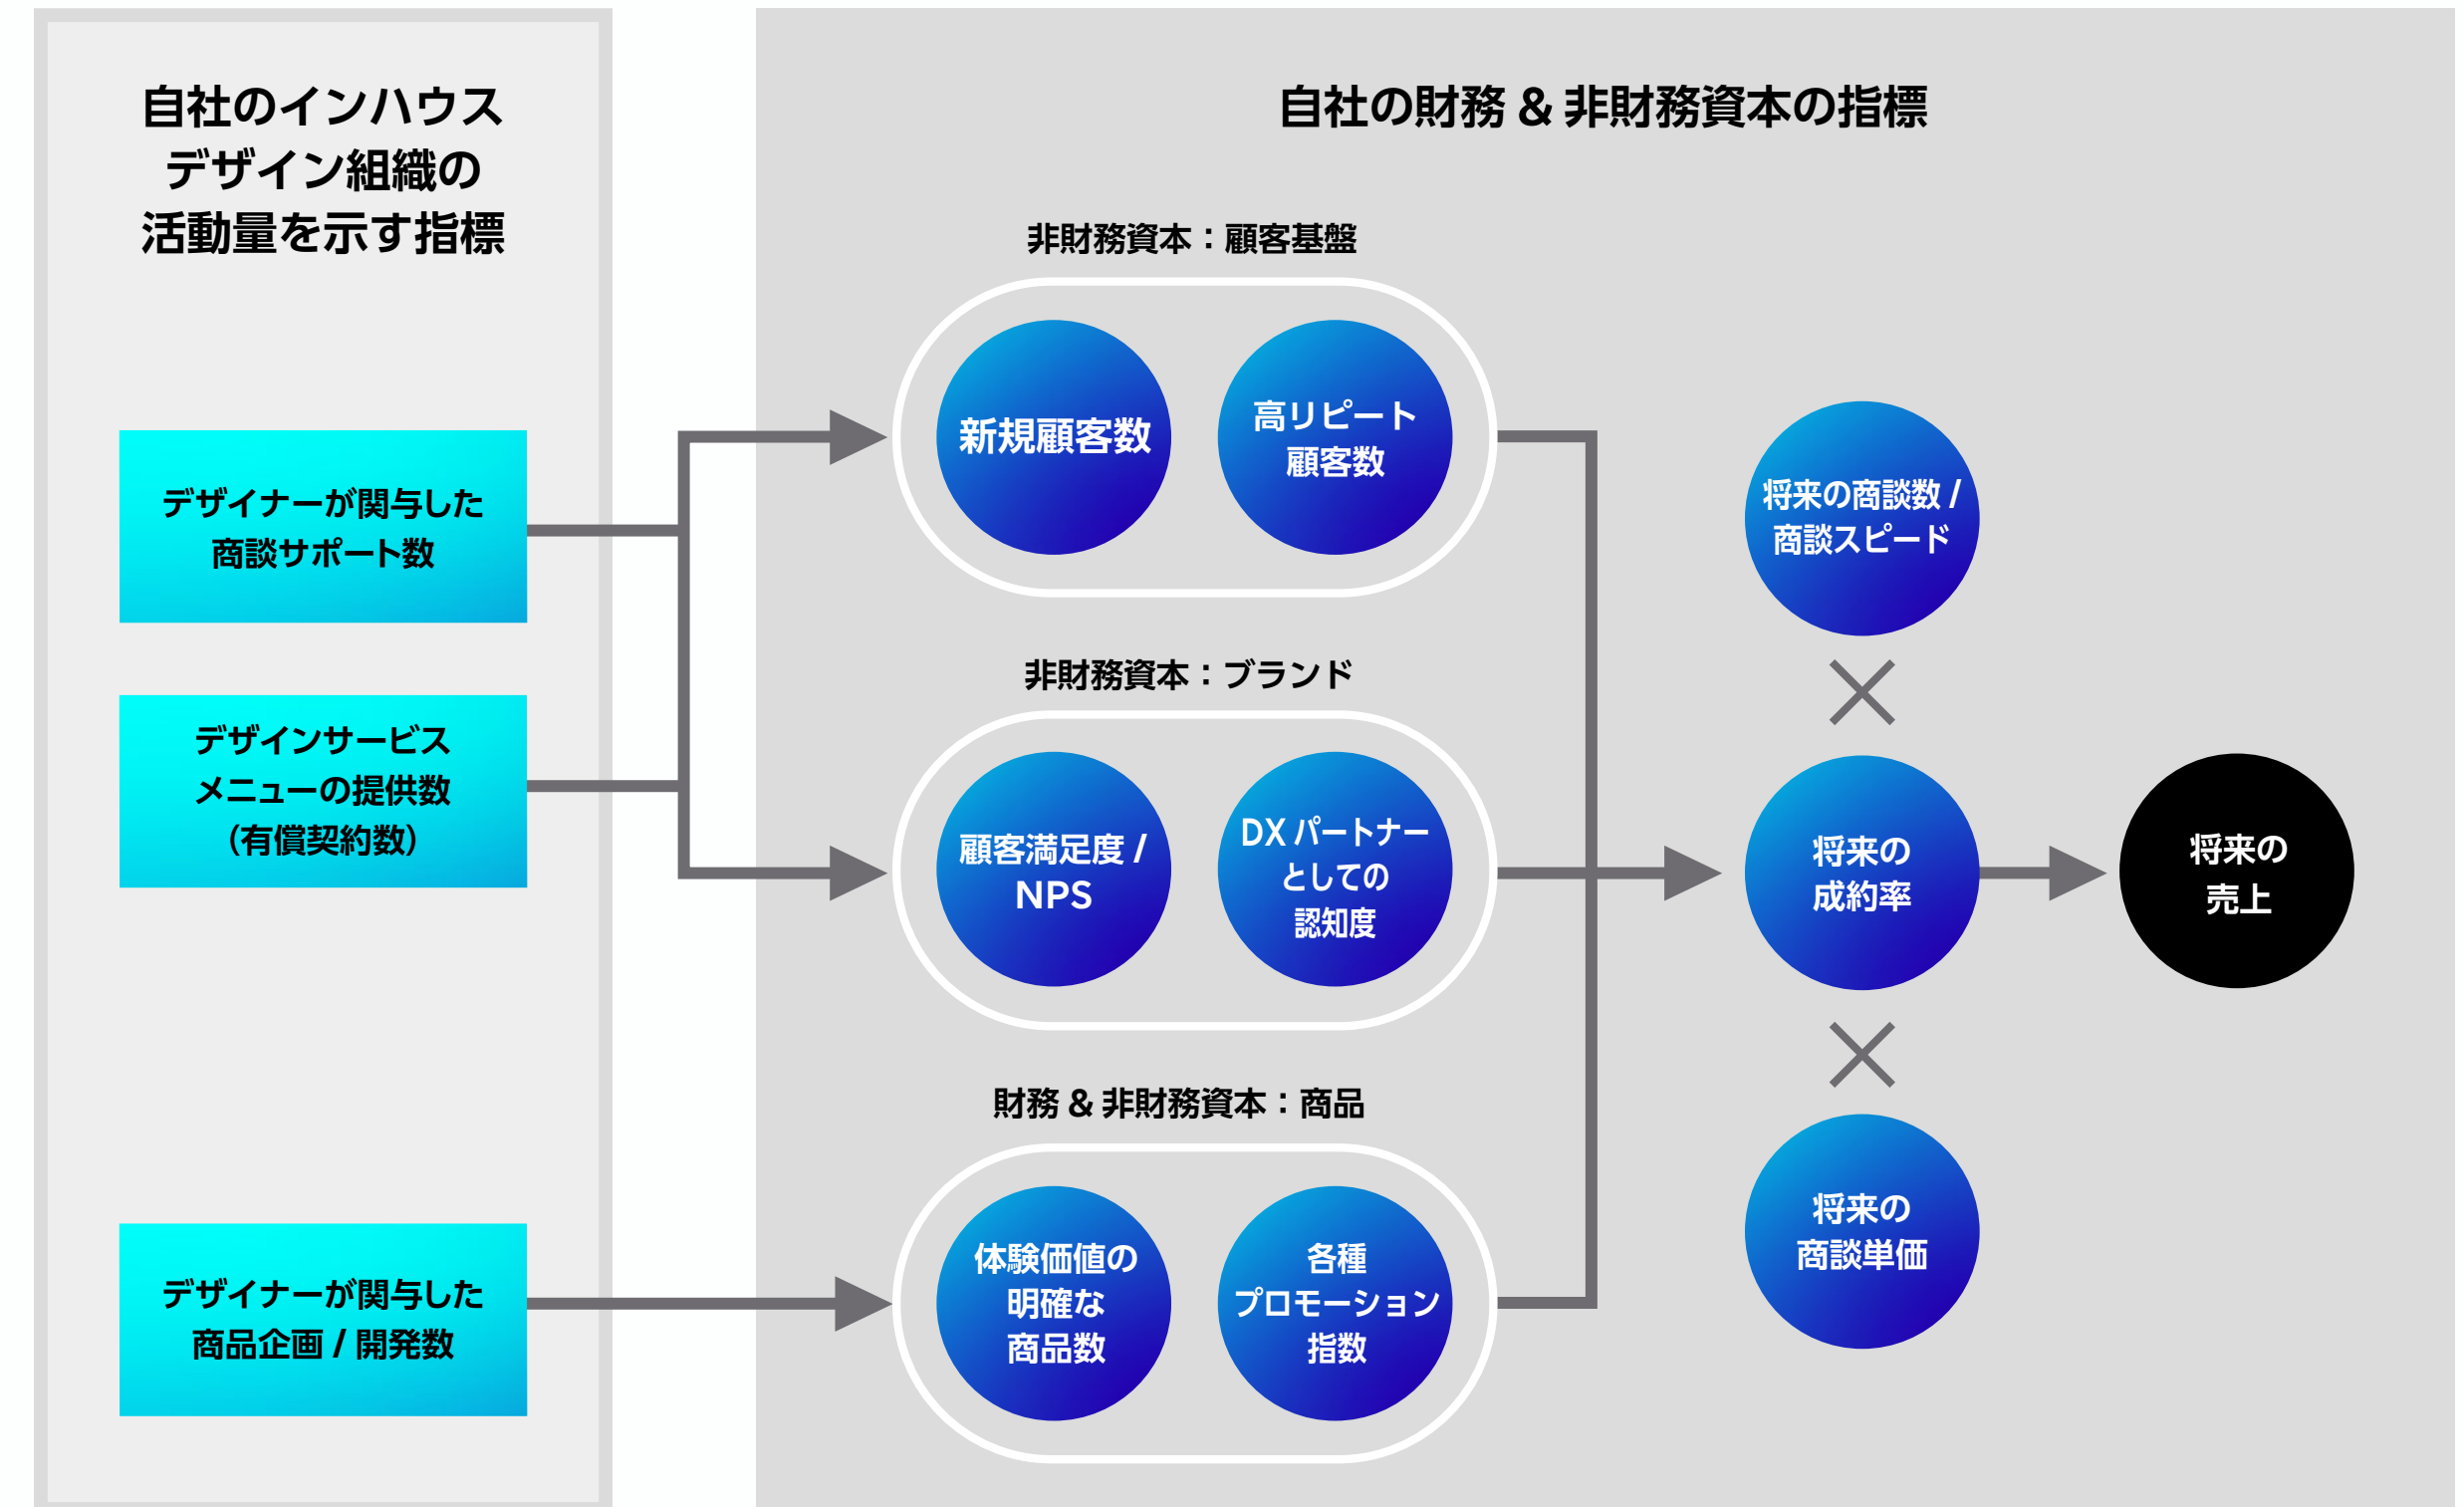 自社のインハウス
デザイン組織の
活動量を示す指標
デザイナーが関与した
商談サポート数
デザインサービス
メニューの提供数
（有償契約数）
デザイナーが関与した
商品企画 / 開発数
自社の財務 & 非財務資本の指標
非財務資本：顧客基盤
新規顧客数
高リピート
顧客数
非財務資本：ブランド
顧客満足度 /
NPS
DX パートナー
としての
認知度
財務 & 非財務資本：商品
体験価値の
明確な
商品数
各種
プロモーション
指数
将来の商談数 /
商談スピード
×
将来の
成約率
×
将来の
商談単価
将来の
売上